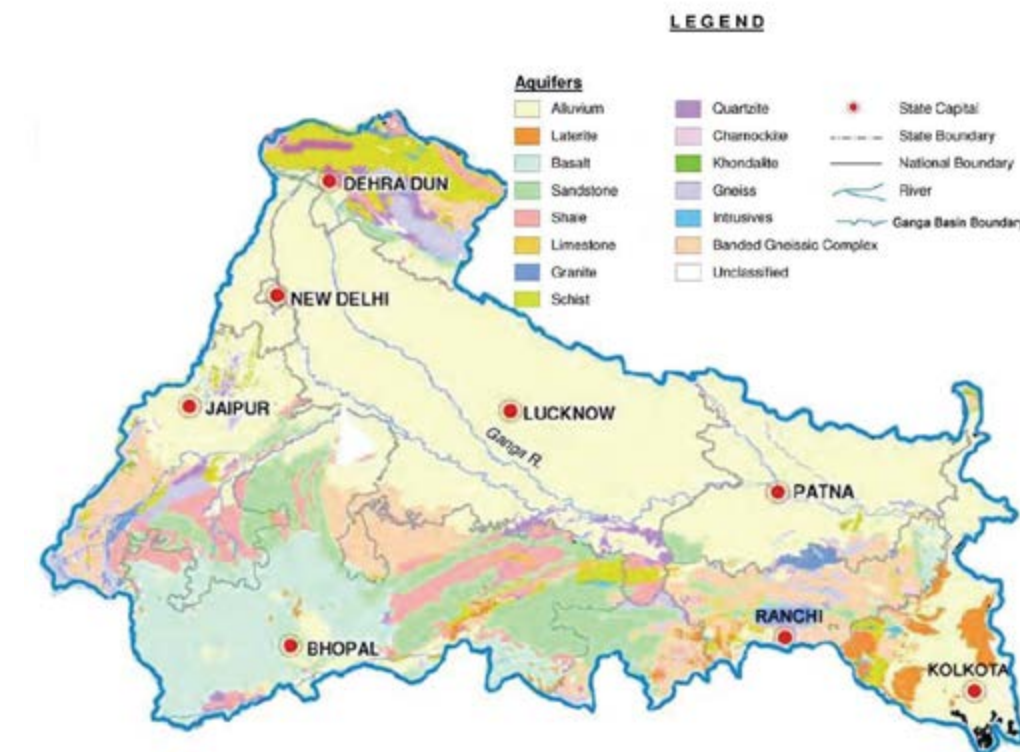 LEGEND
Aquifers
Alluvium
Laterite
Basalt
Sandstone
Shale
Limestone
Granite
Schist
Quartzite
Charnockite
Khondalite
Gneiss
Intrusives
Banded Gneissic Complex
Unclassified
State Capital
State Boundary
National Boundary
River
Ganga Basin Boundary
DEHRA DUN
NEW DELHI
JAIPUR
LUCKNOW
Ganga R.
PATNA
RANCHI
BHOPAL
KOLKOTA